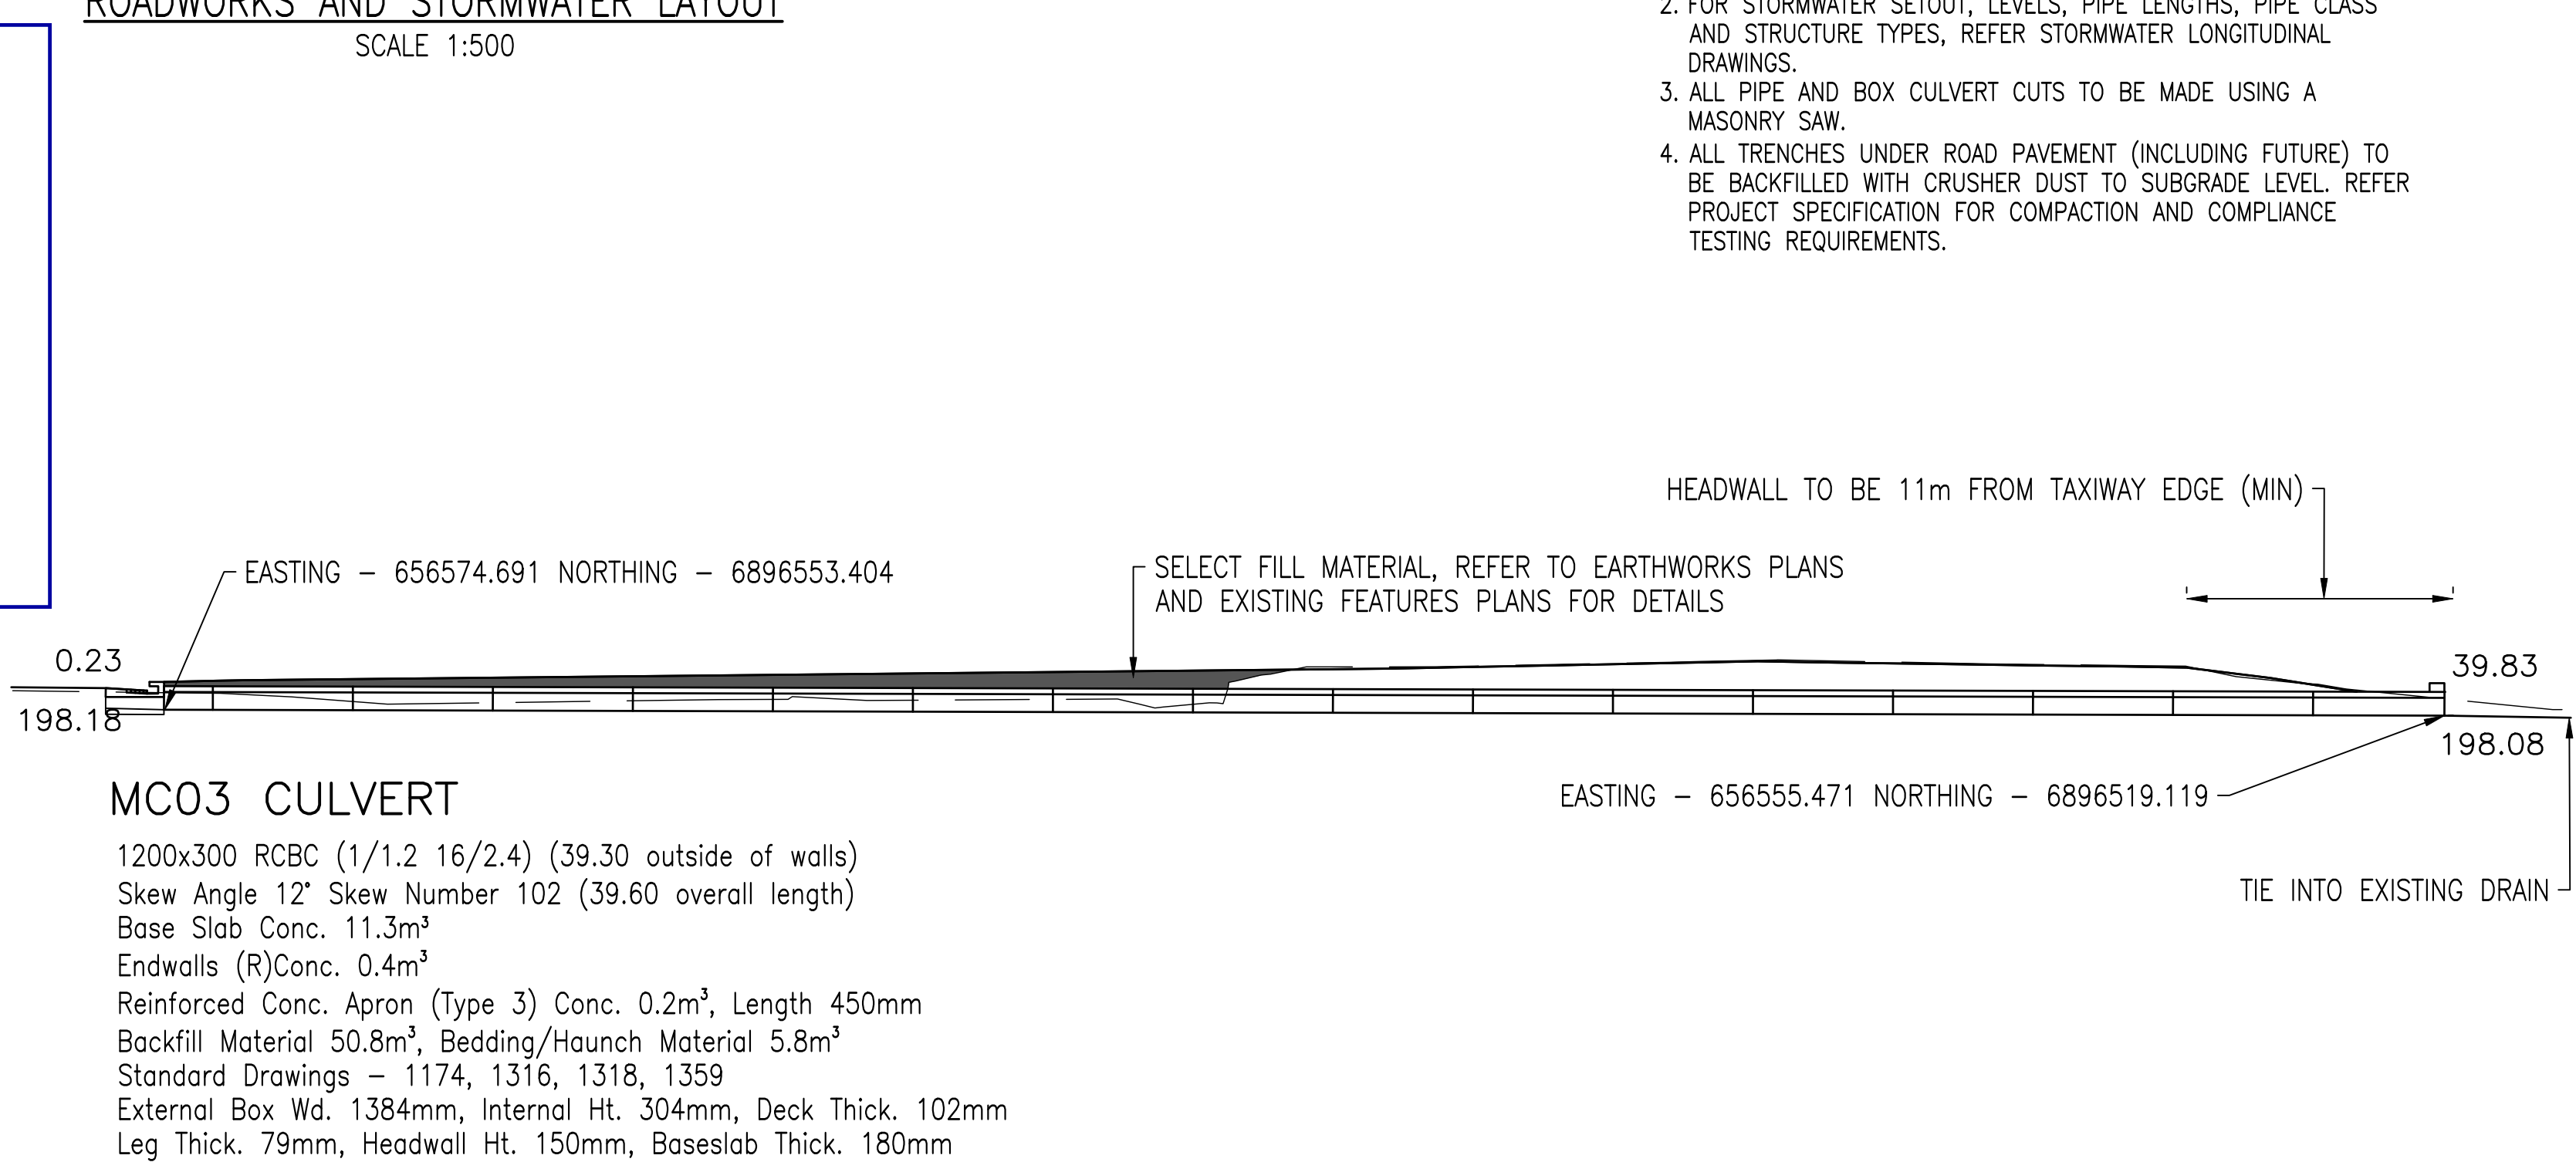 ROADWORKS AND STORMWATER LAYOUT
SCALE 1:500
2. FOR STORMWATER SETOUT, LEVELS, PIPE LENGTHS, PIPE CLASS
AND STRUCTURE TYPES, REFER STORMWATER LONGITUDINAL
DRAWINGS.
3. ALL PIPE AND BOX CULVERT CUTS TO BE MADE USING A
MASONRY SAW.
4. ALL TRENCHES UNDER ROAD PAVEMENT (INCLUDING FUTURE) TO
BE BACKFILLED WITH CRUSHER DUST TO SUBGRADE LEVEL. REFER
PROJECT SPECIFICATION FOR COMPACTION AND COMPLIANCE
TESTING REQUIREMENTS.
HEADWALL TO BE 11m FROM TAXIWAY EDGE (MIN)
EASTING – 656574.691 NORTHING – 6896553.404
SELECT FILL MATERIAL, REFER TO EARTHWORKS PLANS
AND EXISTING FEATURES PLANS FOR DETAILS
0.23
39.83
198.18
198.08
EASTING – 656555.471 NORTHING – 6896519.119
TIE INTO EXISTING DRAIN
MC03 CULVERT
1200x300 RCBC (1/1.2 16/2.4) (39.30 outside of walls)
Skew Angle 12° Skew Number 102 (39.60 overall length)
Base Slab Conc. 11.3m³
Endwalls (R)Conc. 0.4m³
Reinforced Conc. Apron (Type 3) Conc. 0.2m³, Length 450mm
Backfill Material 50.8m³, Bedding/Haunch Material 5.8m³
Standard Drawings – 1174, 1316, 1318, 1359
External Box Wd. 1384mm, Internal Ht. 304mm, Deck Thick. 102mm
Leg Thick. 79mm, Headwall Ht. 150mm, Baseslab Thick. 180mm